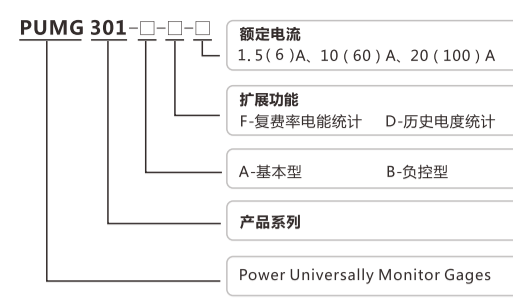 PUMG 301-□-□-□
额定电流
1.5(6)A、10(60)A、20(100)A
扩展功能
F-复费率电能统计 D-历史电度统计
A-基本型 B-负控型
产品系列
Power Universally Monitor Gages